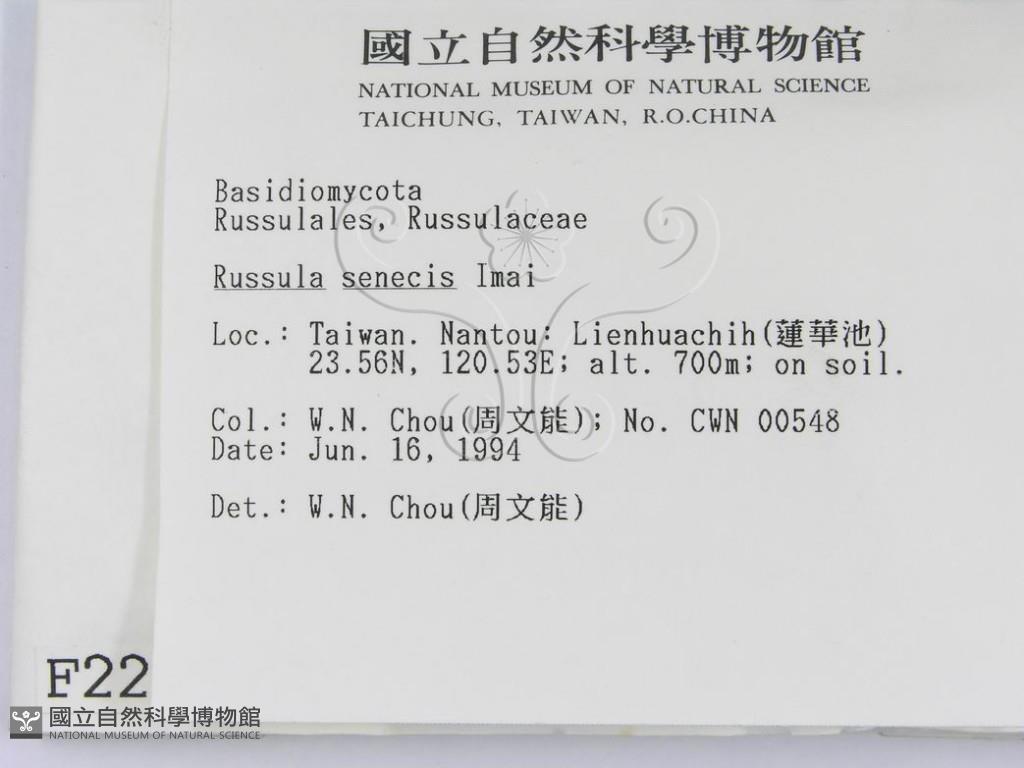 國立自然科學博物館
NATIONAL MUSEUM OF NATURAL SCIENCE
TAICHUNG, TAIWAN, R.O.CHINA
Basidiomycota
Russulales, Russulaceae
Russula senecis Imai
Loc.: Taiwan. Nantou: Lienhuachih(蓮華池)
23.56N, 120.53E; alt. 700m; on soil.
Col.: W.N. Chou(周文能); No. CWN 00548
Date: Jun. 16, 1994
Det.: W.N. Chou(周文能)
F22
國立自然科學博物館
NATIONAL MUSEUM OF NATURAL SCIENCE